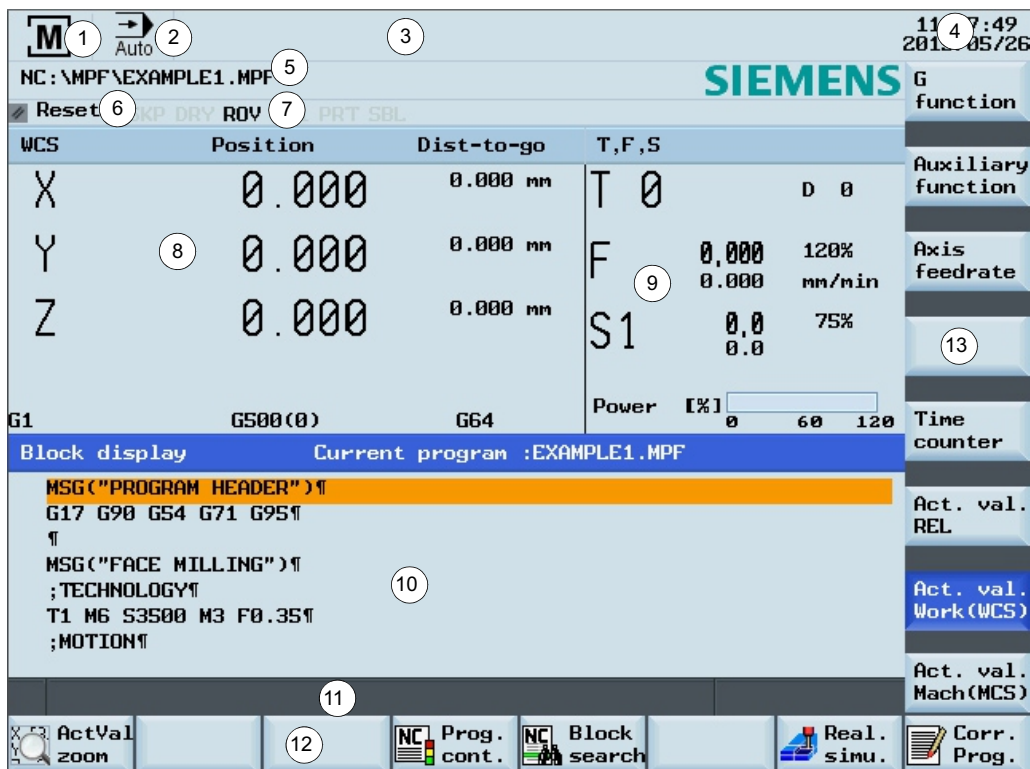 M 1 Auto 2 3 4 :49
05/26
NC:\MPF\EXAMPLE1.MPF 5
SIEMENS
G function
Reset 6 DRY ROV 7 PRT SBL
WCS Position Dist-to-go T,F,S
Auxiliary function
X 0.000 0.000 mm T 0 D 0
Y 8 0.000 0.000 mm F 9 0.000 120%
0.000 mm/min
Axis feedrate
Z 0.000 0.000 mm S1 0.0 75%
0.0
13
Power [%] 0 60 120
G1 G500(0) G64
Time counter
Block display Current program :EXAMPLE1.MPF
MSG("PROGRAM HEADER")¶
G17 G90 G54 G71 G95¶
¶
MSG("FACE MILLING")¶
;TECHNOLOGY¶
T1 M6 S3500 M3 F0.35¶
;MOTION¶
10
Act. val. REL
Act. val. Work(WCS)
Act. val. Mach(MCS)
11
ActVal zoom
12
NC Prog. cont.
NC Block search
Real. simu.
Corr. Prog.